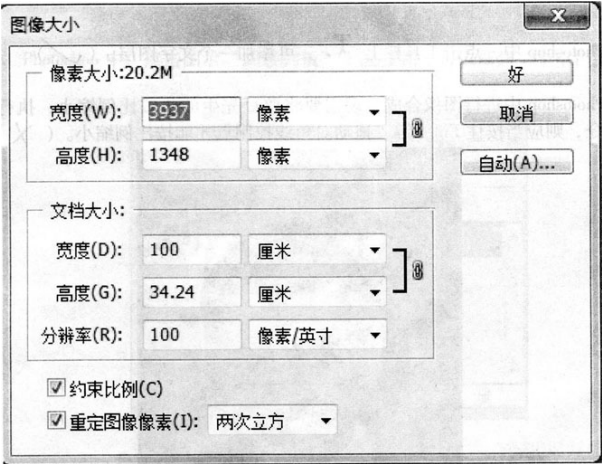 图像大小
像素大小:20.2M
宽度(W): 3937 像素
高度(H): 1348 像素
好
取消
自动(A)...
文档大小:
宽度(D): 100 厘米
高度(G): 34.24 厘米
分辨率(R): 100 像素/英寸
约束比例(C)
重定图像像素(I): 两次立方